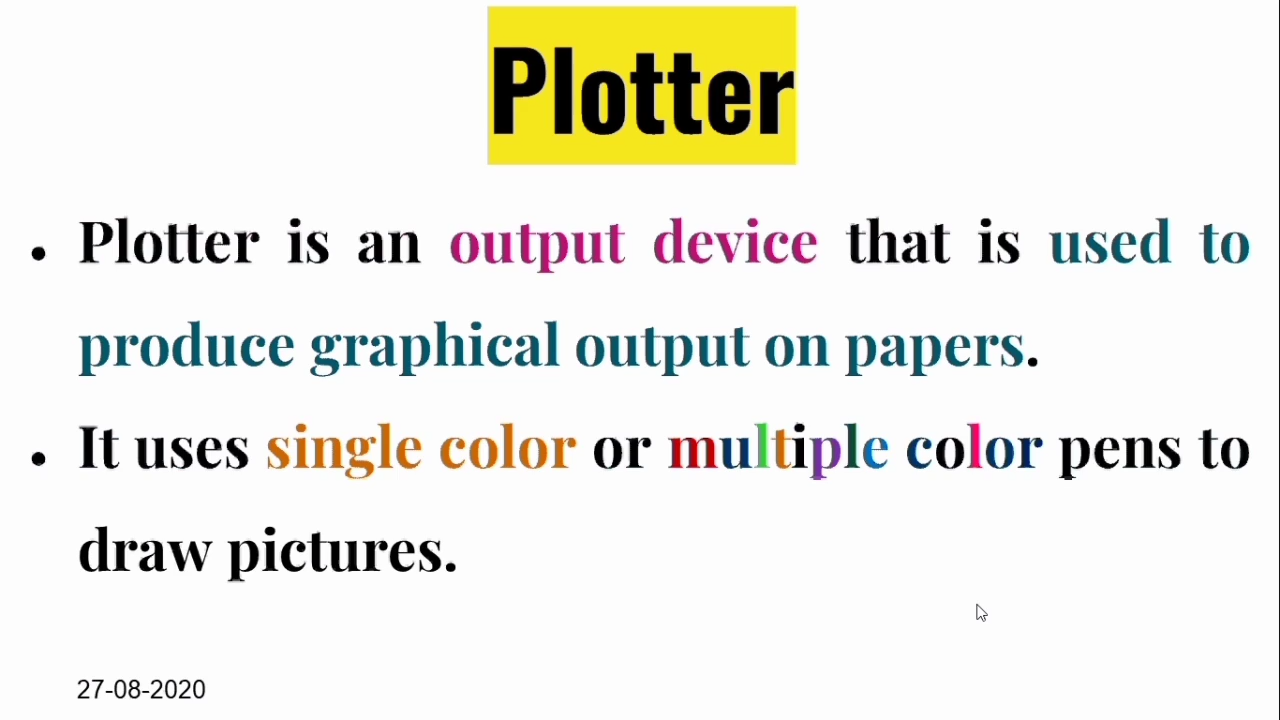 Plotter
• Plotter is an output device that is used to
produce graphical output on papers.
• It uses single color or multiple color pens to
draw pictures.
27-08-2020